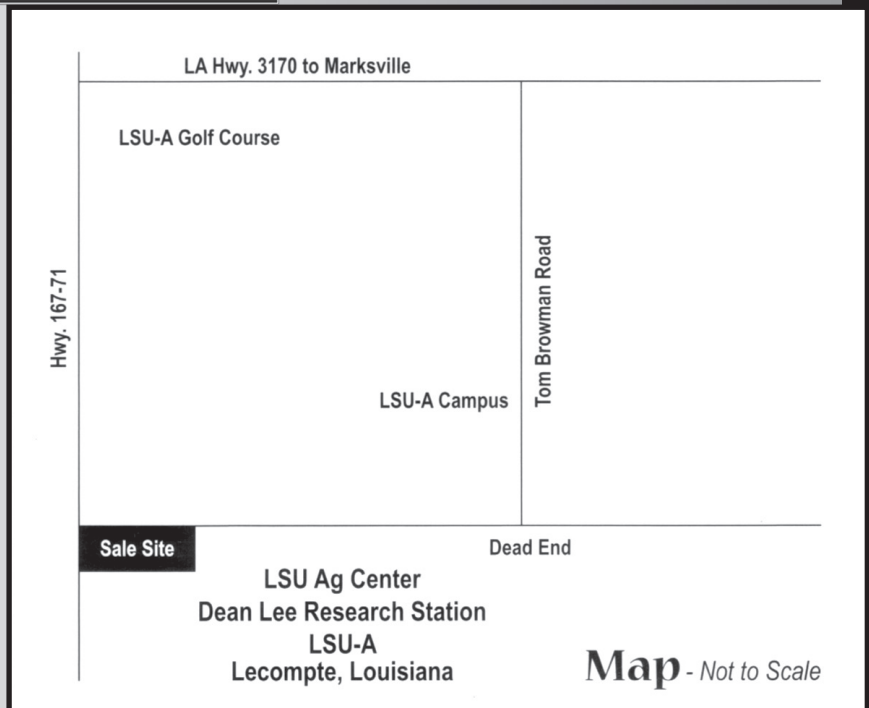 LA Hwy. 3170 to Marksville
LSU-A Golf Course
Hwy. 167-71
Tom Browman Road
LSU-A Campus
Sale Site
Dead End
LSU Ag Center
Dean Lee Research Station
LSU-A
Lecompte, Louisiana
Map - Not to Scale